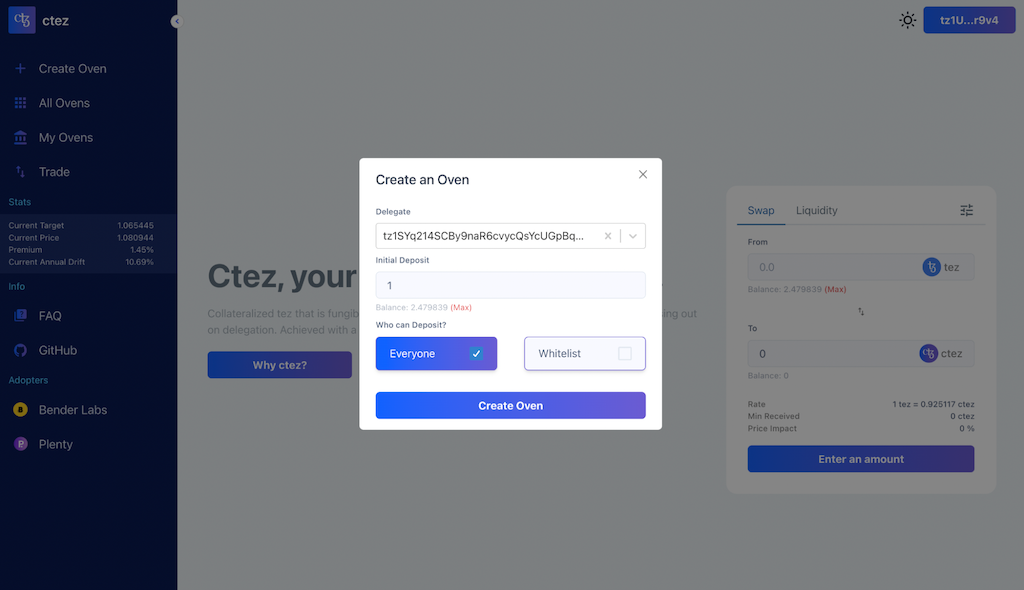 ctez
Create Oven
All Ovens
My Ovens
Trade
Stats
Current Target 1.065445
Current Price 1.080944
Premium 1.45%
Current Annual Drift 10.69%
Info
FAQ
GitHub
Adopters
Bender Labs
Plenty
tz1U...r9v4
Ctez, your
Collateralized tez that is fungib
sing out
on delegation. Achieved with a
Why ctez?
Create an Oven
Delegate
tz1SYq214SCBy9naR6cvycQsYcUGpBq...
Initial Deposit
1
Balance: 2.479839 (Max)
Who can Deposit?
Everyone
Whitelist
Create Oven
Swap Liquidity
From
0.0 tez
Balance: 2.479839 (Max)
To
0 ctez
Balance: 0
Rate 1 tez = 0.925117 ctez
Min Received 0 ctez
Price Impact 0 %
Enter an amount